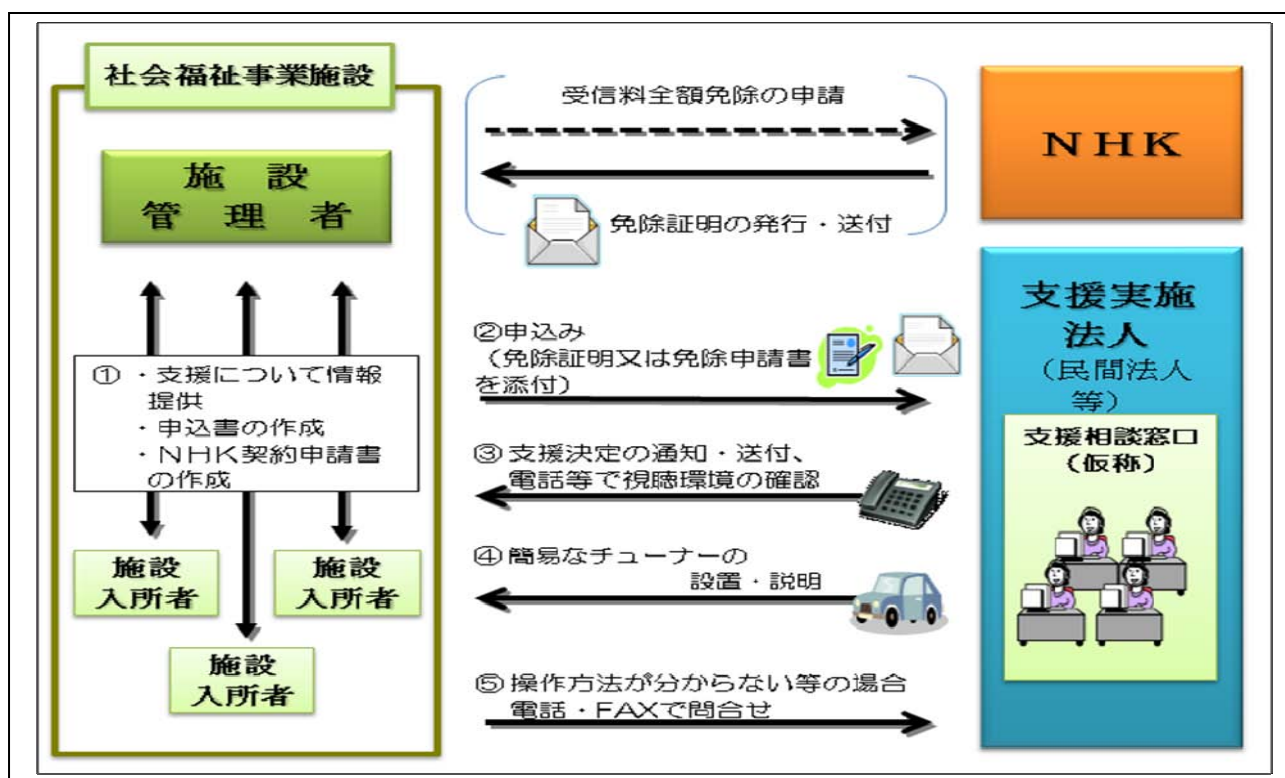 社会福祉事業施設
施設
管理者
① ・支援について情報
提供
・申込書の作成
・NHK契約申請書
の作成
施設
入所者
施設
入所者
施設
入所者
受信料全額免除の申請
免除証明の発行・送付
②申込み
(免除証明又は免除申請書
を添付)
③支援決定の通知・送付、
電話等で視聴環境の確認
④簡易なチューナーの
設置・説明
⑤操作方法が分からない等の場合
電話・FAXで問合せ
NHK
支援実施
法人
(民間法人
等)
支援相談窓口
(仮称)